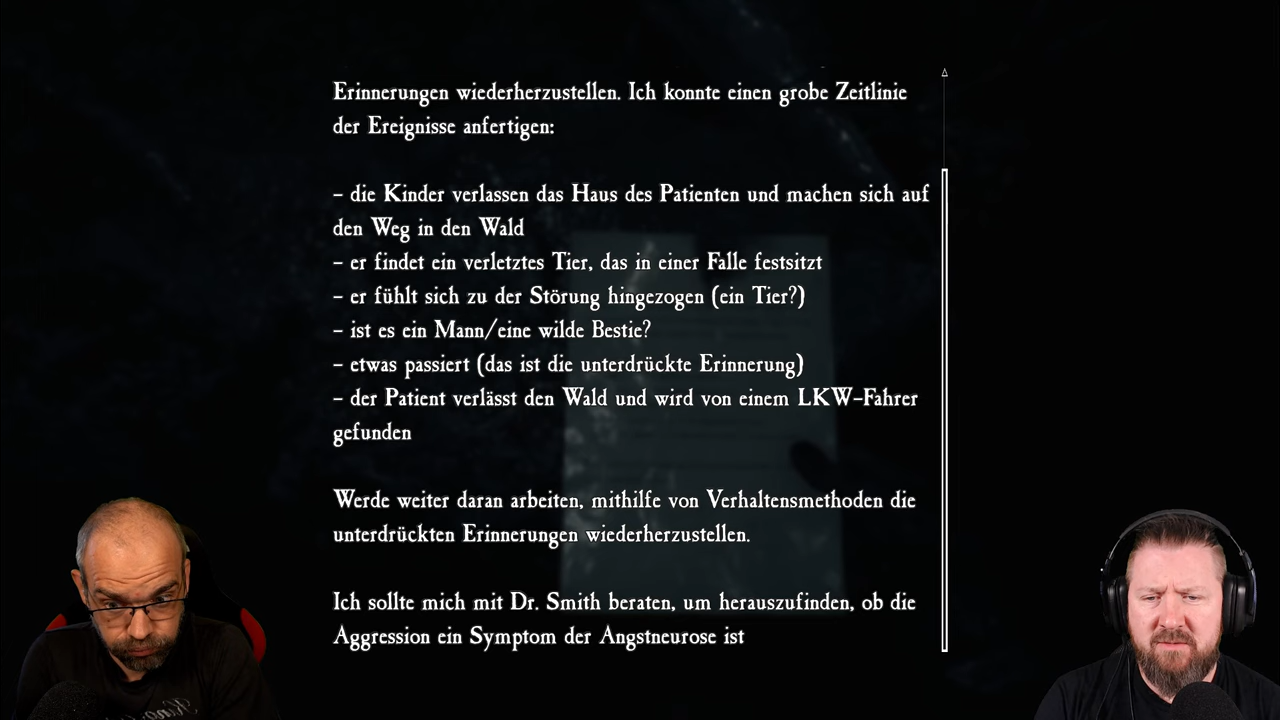 Erinnerungen wiederherzustellen. Ich konnte einen grobe Zeitlinie
der Ereignisse anfertigen:
- die Kinder verlassen das Haus des Patienten und machen sich auf
den Weg in den Wald
- er findet ein verletztes Tier, das in einer Falle festsitzt
- er fühlt sich zu der Störung hingezogen (ein Tier?)
- ist es ein Mann/eine wilde Bestie?
- etwas passiert (das ist die unterdrückte Erinnerung)
- der Patient verlässt den Wald und wird von einem LKW-Fahrer
gefunden
Werde weiter daran arbeiten, mithilfe von Verhaltensmethoden die
unterdrückten Erinnerungen wiederherzustellen.
Ich sollte mich mit Dr. Smith beraten, um herauszufinden, ob die
Aggression ein Symptom der Angstneurose ist